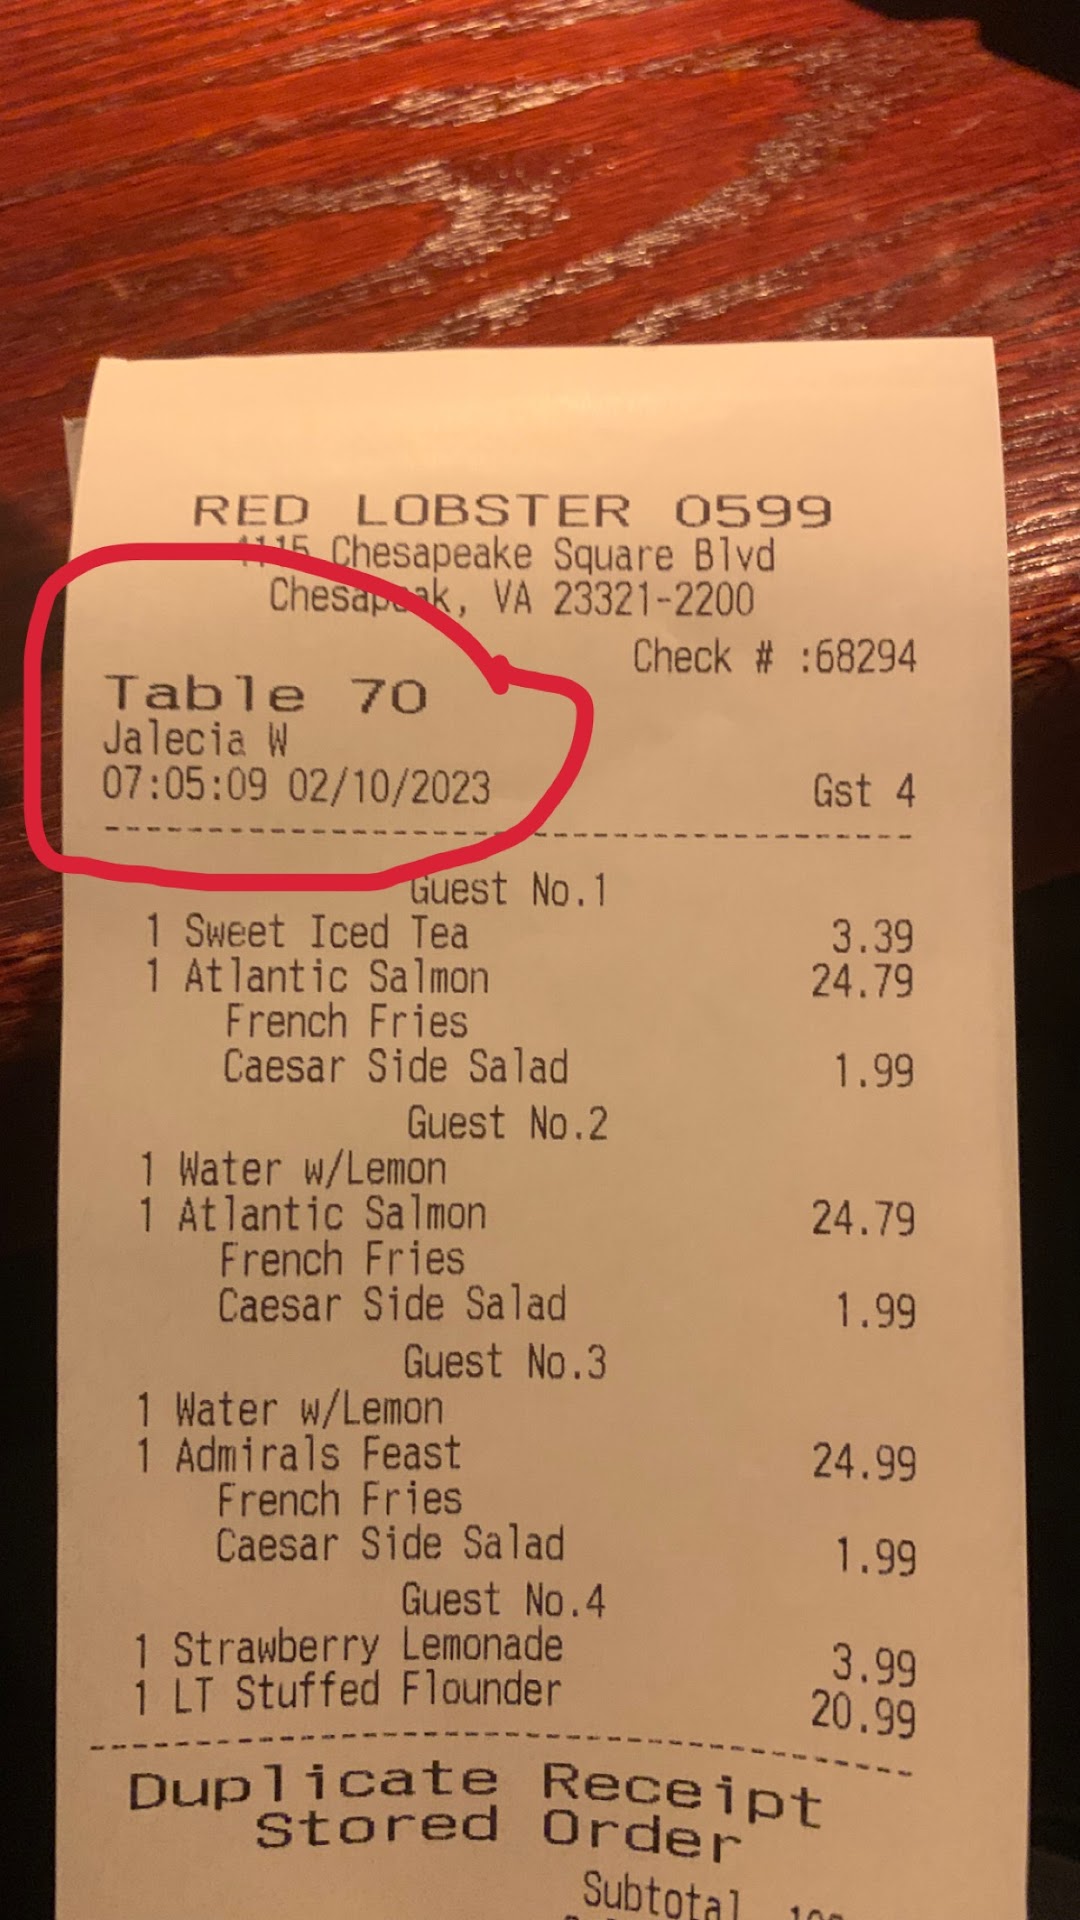 RED LOBSTER 0599
1115 Chesapeake Square Blvd
Chesapeak, VA 23321-2200
Check # :68294
Table 70
Jalecia W
07:05:09 02/10/2023 Gst 4
Guest No.1
1 Sweet Iced Tea 3.39
1 Atlantic Salmon 24.79
French Fries
Caesar Side Salad 1.99
Guest No.2
1 Water w/Lemon
1 Atlantic Salmon 24.79
French Fries
Caesar Side Salad 1.99
Guest No.3
1 Water w/Lemon
1 Admirals Feast 24.99
French Fries
Caesar Side Salad 1.99
Guest No.4
1 Strawberry Lemonade 3.99
1 LT Stuffed Flounder 20.99
Duplicate Receipt
Stored Order
Subtotal